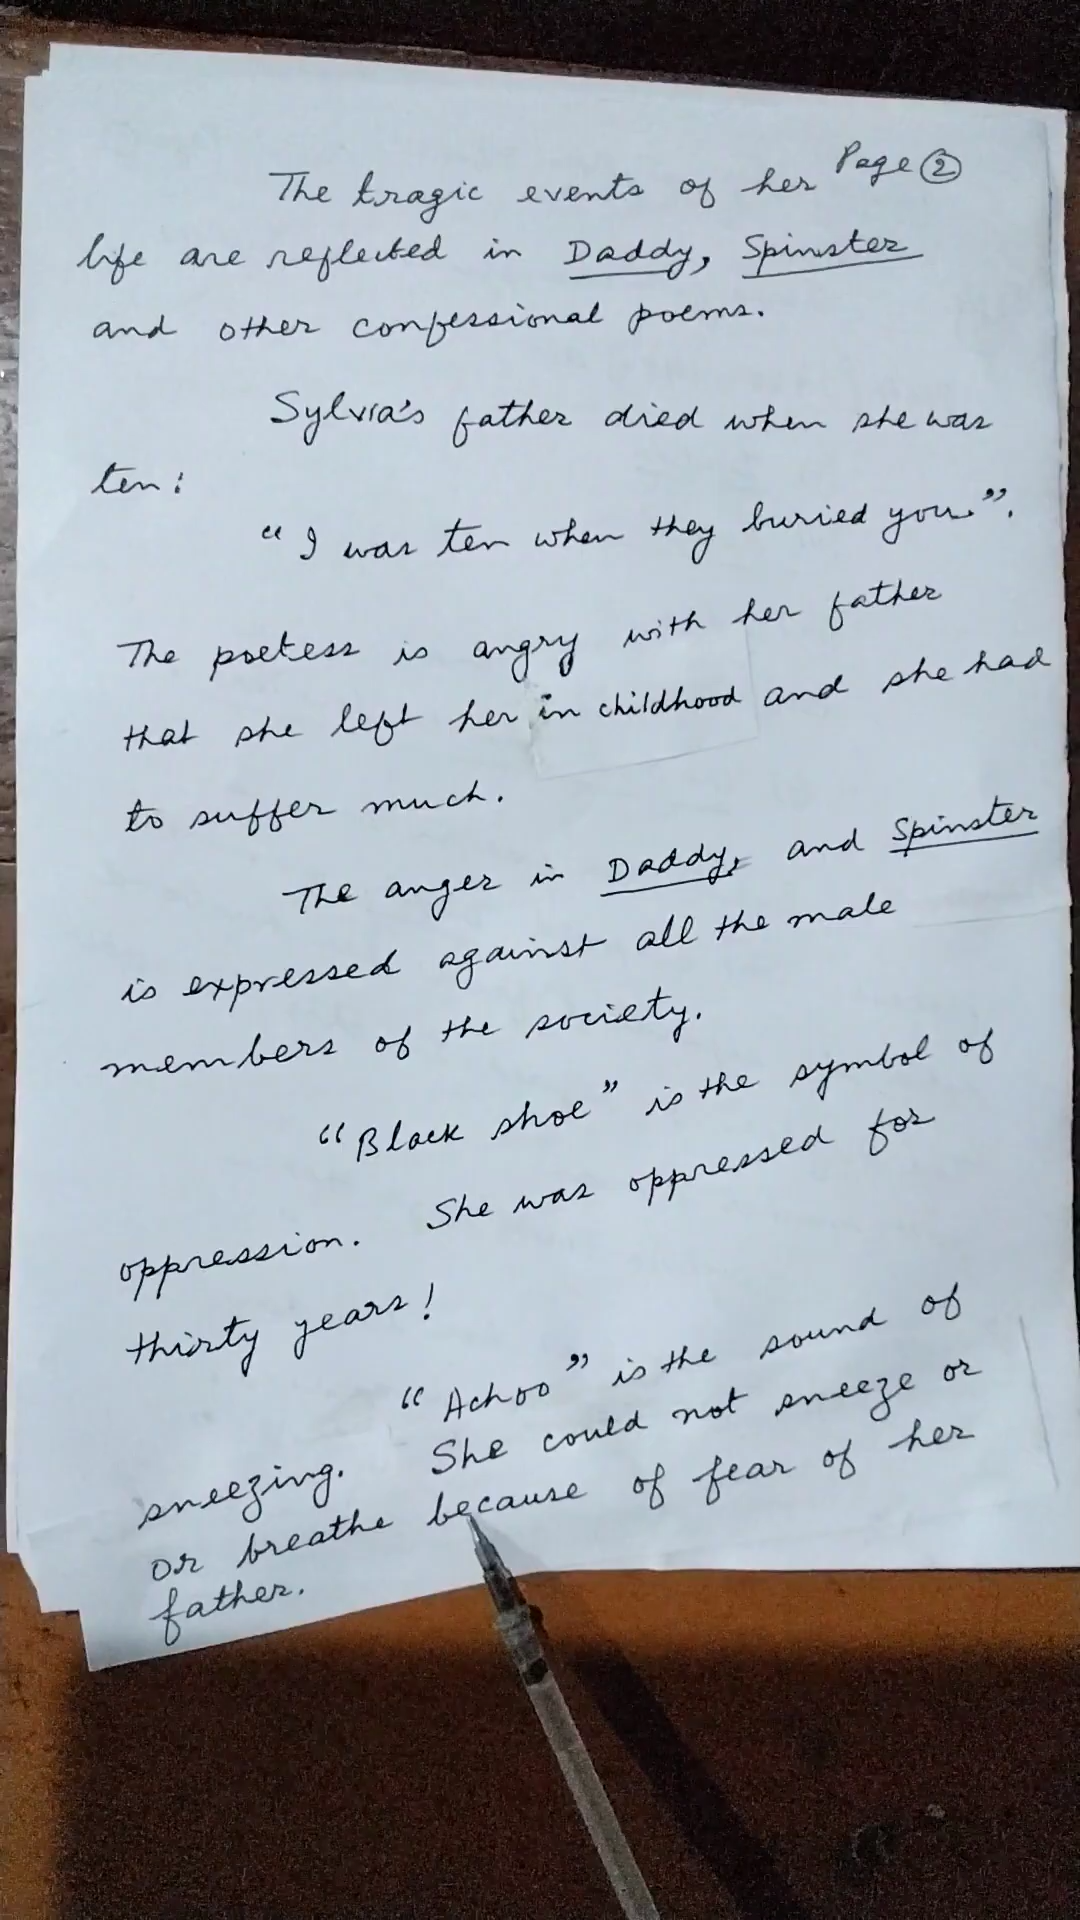 Page 2
The tragic events of her
life are reflected in Daddy, Spinster
and other confessional poems.
Sylvia's father died when she was
ten:
"I was ten when they buried you.".
The poetess is angry with her father
that she left her in childhood and she had
to suffer much.
The anger in Daddy, and Spinster
is expressed against all the male
members of the society.
"Black shoe" is the symbol of
oppression. She was oppressed for
thirty years!
"Achoo" is the sound of
sneezing. She could not sneeze or
or breathe because of fear of her
father.